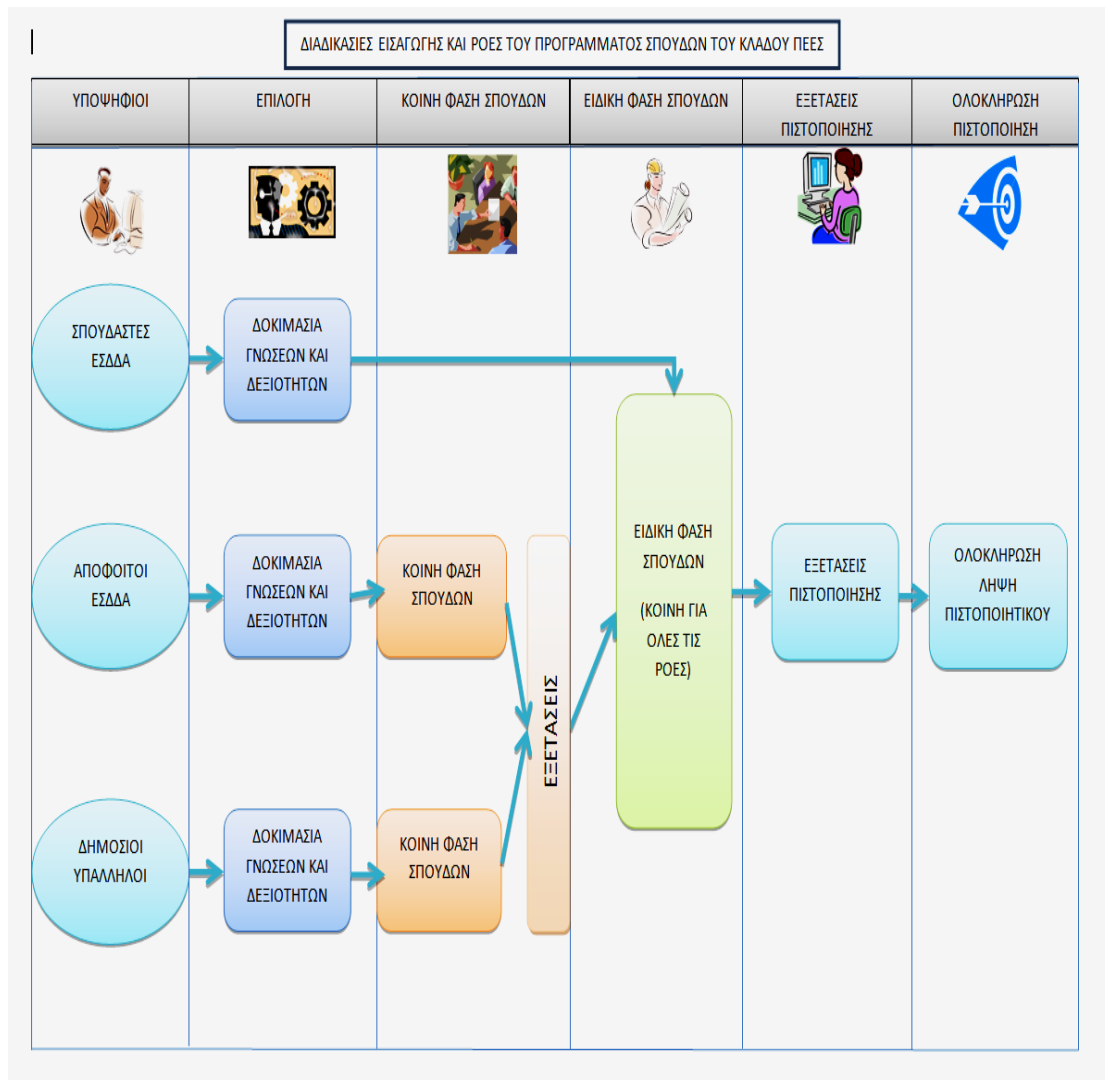 ΔΙΑΔΙΚΑΣΙΕΣ ΕΙΣΑΓΩΓΗΣ ΚΑΙ ΡΟΕΣ ΤΟΥ ΠΡΟΓΡΑΜΜΑΤΟΣ ΣΠΟΥΔΩΝ ΤΟΥ ΚΛΑΔΟΥ ΠΕΕΣ
ΥΠΟΨΗΦΙΟΙ
ΕΠΙΛΟΓΗ
ΚΟΙΝΗ ΦΑΣΗ ΣΠΟΥΔΩΝ
ΕΙΔΙΚΗ ΦΑΣΗ ΣΠΟΥΔΩΝ
ΕΞΕΤΑΣΕΙΣ
ΠΙΣΤΟΠΟΙΗΣΗΣ
ΟΛΟΚΛΗΡΩΣΗ
ΠΙΣΤΟΠΟΙΗΣΗ
ΣΠΟΥΔΑΣΤΕΣ
ΕΣΔΔΑ
ΔΟΚΙΜΑΣΙΑ
ΓΝΩΣΕΩΝ ΚΑΙ
ΔΕΞΙΟΤΗΤΩΝ
ΑΠΟΦΟΙΤΟΙ
ΕΣΔΔΑ
ΔΟΚΙΜΑΣΙΑ
ΓΝΩΣΕΩΝ ΚΑΙ
ΔΕΞΙΟΤΗΤΩΝ
ΚΟΙΝΗ ΦΑΣΗ
ΣΠΟΥΔΩΝ
ΕΞΕΤΑΣΕΙΣ
ΕΙΔΙΚΗ ΦΑΣΗ
ΣΠΟΥΔΩΝ
(ΚΟΙΝΗ ΓΙΑ
ΟΛΕΣ ΤΙΣ
ΡΟΕΣ)
ΕΞΕΤΑΣΕΙΣ
ΠΙΣΤΟΠΟΙΗΣΗΣ
ΟΛΟΚΛΗΡΩΣΗ
ΛΗΨΗ
ΠΙΣΤΟΠΟΙΗΤΙΚΟΥ
ΔΗΜΟΣΙΟΙ
ΥΠΑΛΛΗΛΟΙ
ΔΟΚΙΜΑΣΙΑ
ΓΝΩΣΕΩΝ ΚΑΙ
ΔΕΞΙΟΤΗΤΩΝ
ΚΟΙΝΗ ΦΑΣΗ
ΣΠΟΥΔΩΝ